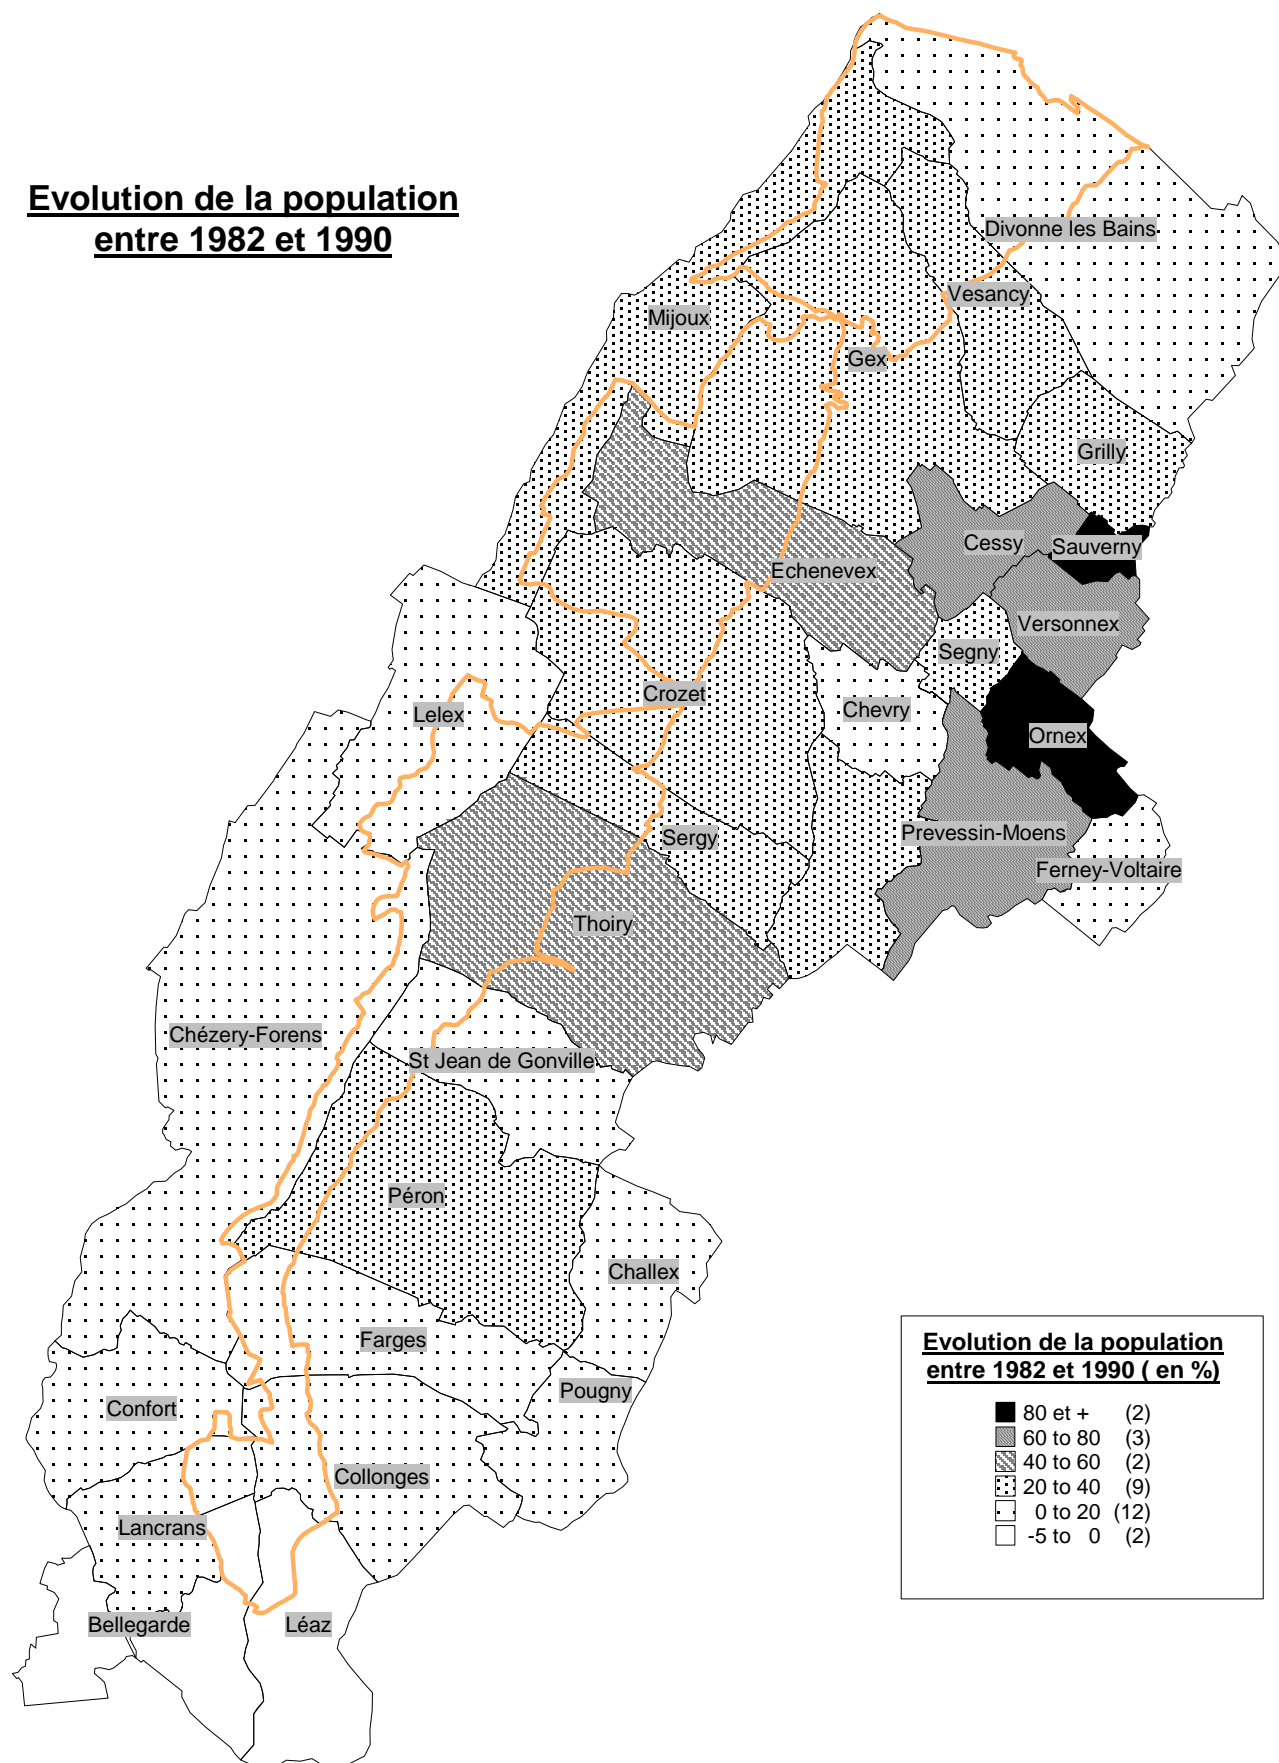 Evolution de la population
entre 1982 et 1990
Divonne les Bains
Vesancy
Mijoux
Gex
Grilly
Cessy
Sauverny
Echenevex
Versonnex
Segny
Crozet
Chevry
Lelex
Ornex
Prevessin-Moens
Sergy
Ferney-Voltaire
Thoiry
Chézery-Forens
St Jean de Gonville
Péron
Challex
Farges
Pougny
Confort
Collonges
Lancrans
Bellegarde
Léaz
Evolution de la population
entre 1982 et 1990 ( en %)
80 et + (2)
60 to 80 (3)
40 to 60 (2)
20 to 40 (9)
0 to 20 (12)
-5 to 0 (2)